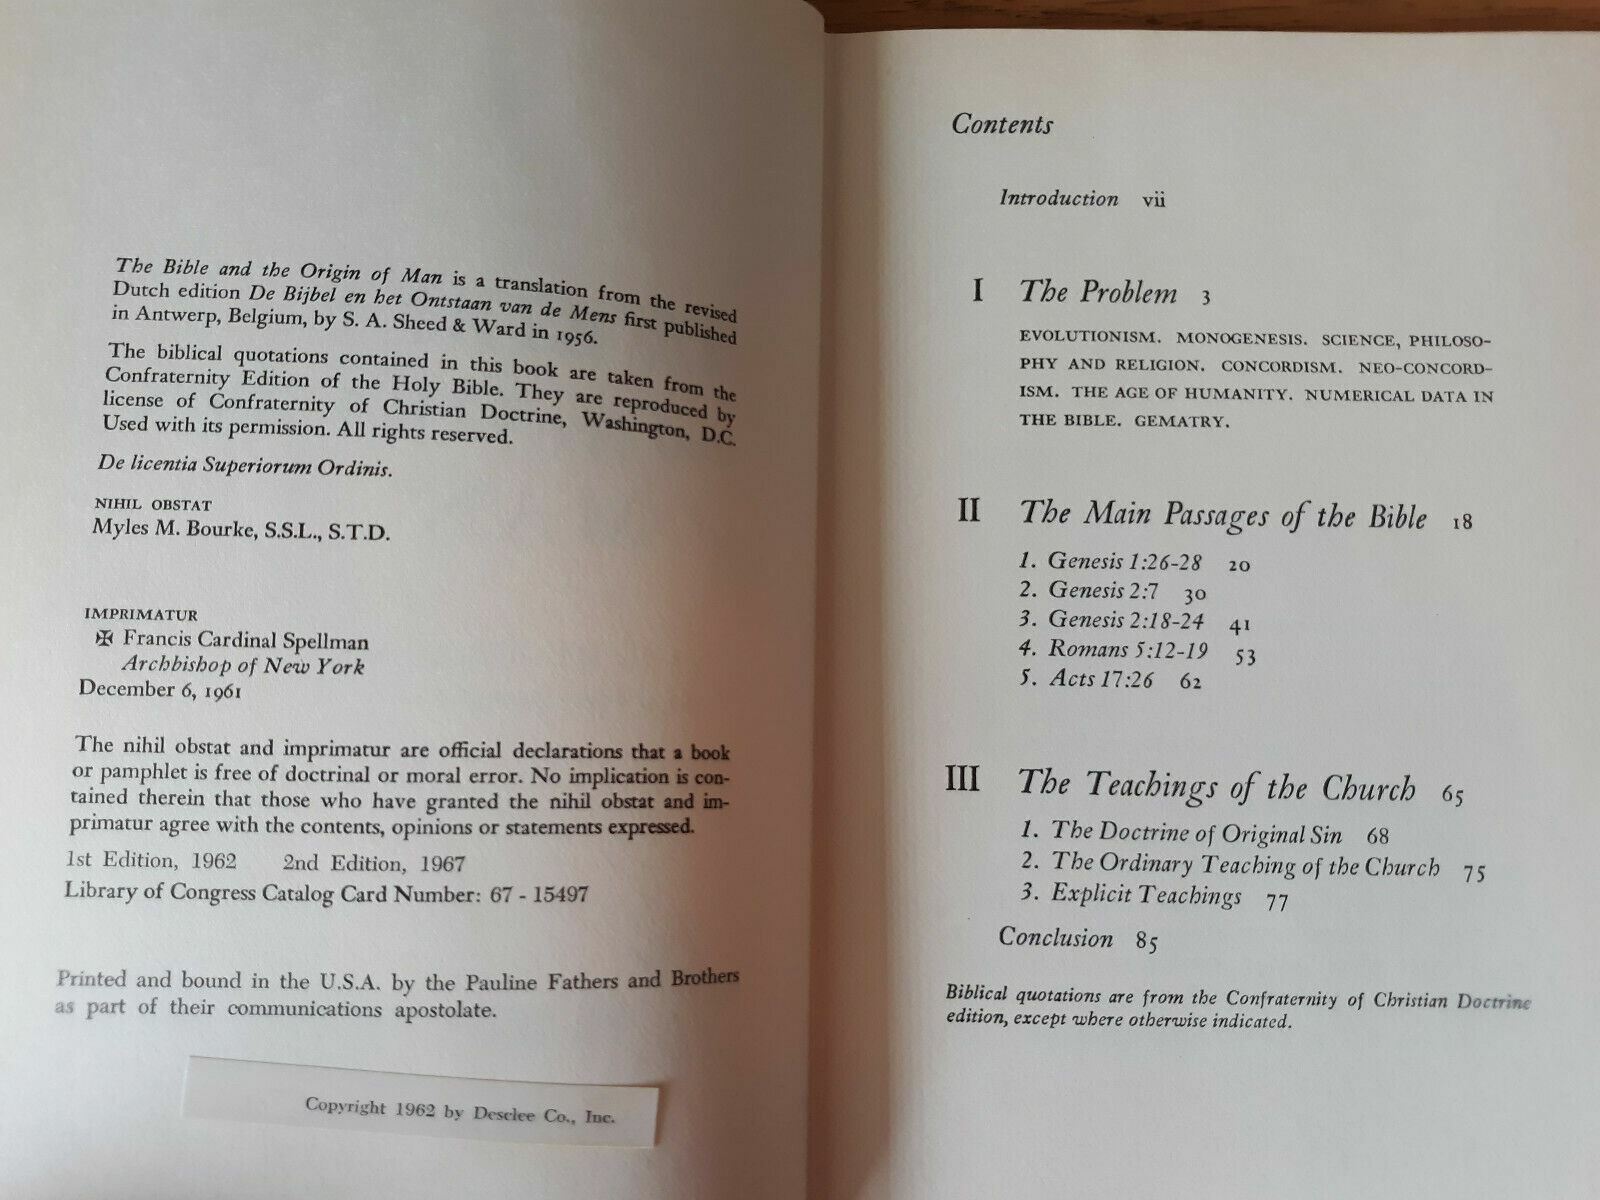 The Bible and the Origin of Man is a translation from the revised
Dutch edition De Bijbel en het Ontstaan van de Mens first published
in Antwerp, Belgium, by S. A. Sheed & Ward in 1956.
The biblical quotations contained in this book are taken from the
Confraternity Edition of the Holy Bible. They are reproduced by
license of Confraternity of Christian Doctrine, Washington, D.C.
Used with its permission. All rights reserved.
De licentia Superiorum Ordinis.
NIHIL OBSTAT
Myles M. Bourke, S.S.L., S.T.D.
IMPRIMATUR
✠ Francis Cardinal Spellman
Archbishop of New York
December 6, 1961
The nihil obstat and imprimatur are official declarations that a book
or pamphlet is free of doctrinal or moral error. No implication is con-
tained therein that those who have granted the nihil obstat and im-
primatur agree with the contents, opinions or statements expressed.
1st Edition, 1962 2nd Edition, 1967
Library of Congress Catalog Card Number: 67 - 15497
Printed and bound in the U.S.A. by the Pauline Fathers and Brothers
as part of their communications apostolate.
Copyright 1962 by Desclee Co., Inc.
Contents
Introduction vii
I The Problem 3
EVOLUTIONISM. MONOGENESIS. SCIENCE, PHILOSO-
PHY AND RELIGION. CONCORDISM. NEO-CONCORD-
ISM. THE AGE OF HUMANITY. NUMERICAL DATA IN
THE BIBLE. GEMATRY.
II The Main Passages of the Bible 18
1. Genesis 1:26-28 20
2. Genesis 2:7 30
3. Genesis 2:18-24 41
4. Romans 5:12-19 53
5. Acts 17:26 62
III The Teachings of the Church 65
1. The Doctrine of Original Sin 68
2. The Ordinary Teaching of the Church 75
3. Explicit Teachings 77
Conclusion 85
Biblical quotations are from the Confraternity of Christian Doctrine
edition, except where otherwise indicated.